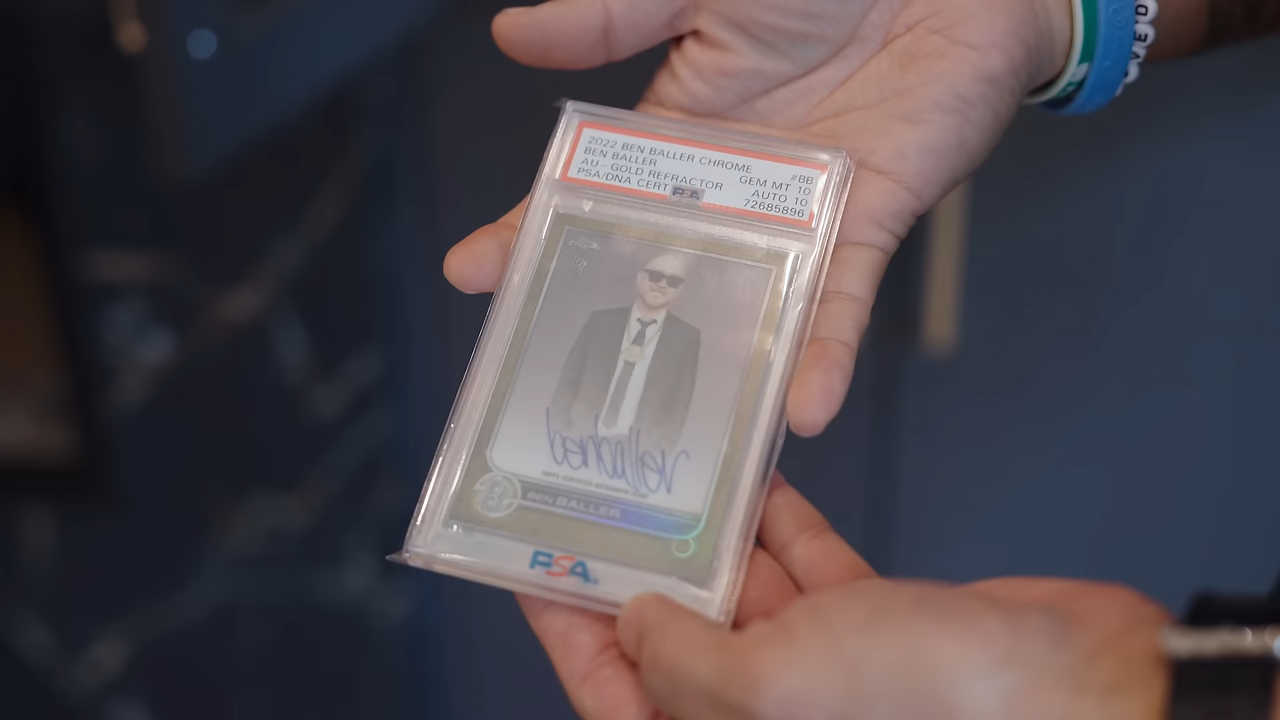 2022 BEN BALLER CHROME #BB
BEN BALLER GEM MT 10
AU - GOLD REFRACTOR AUTO 10
PSA/DNA CERT PSA 72685896
BEN BALLER
PSA